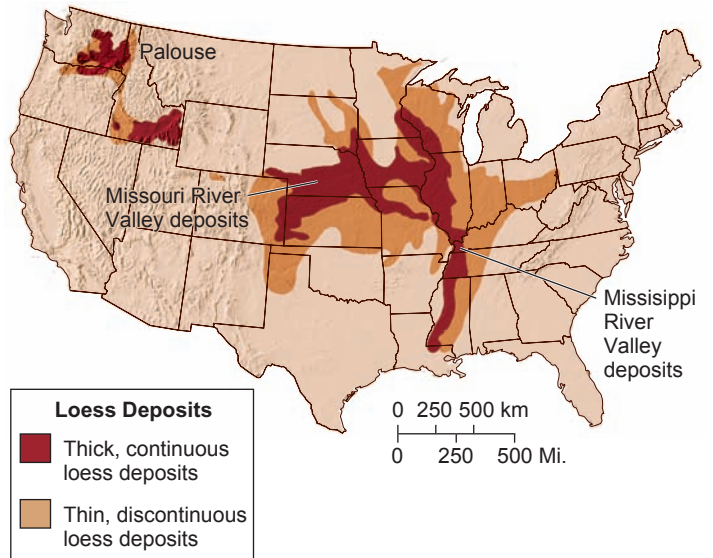 Palouse
Missouri River
Valley deposits
Missisippi
River
Valley
deposits
Loess Deposits
Thick, continuous
loess deposits
Thin, discontinuous
loess deposits
0 250 500 km
0 250 500 Mi.